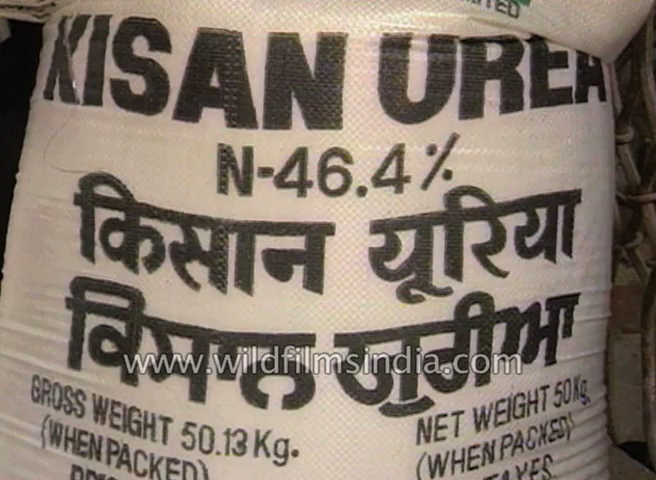 LIMITED
KISAN UREA
N-46.4%
किसान यूरिया
ਕਿਸਾਨ ਯੂਰੀਆ
www.wildfilmsindia.com
GROSS WEIGHT 50.13 Kg. NET WEIGHT 50 Kg.
(WHEN PACKED) (WHEN PACKED)
TAXES